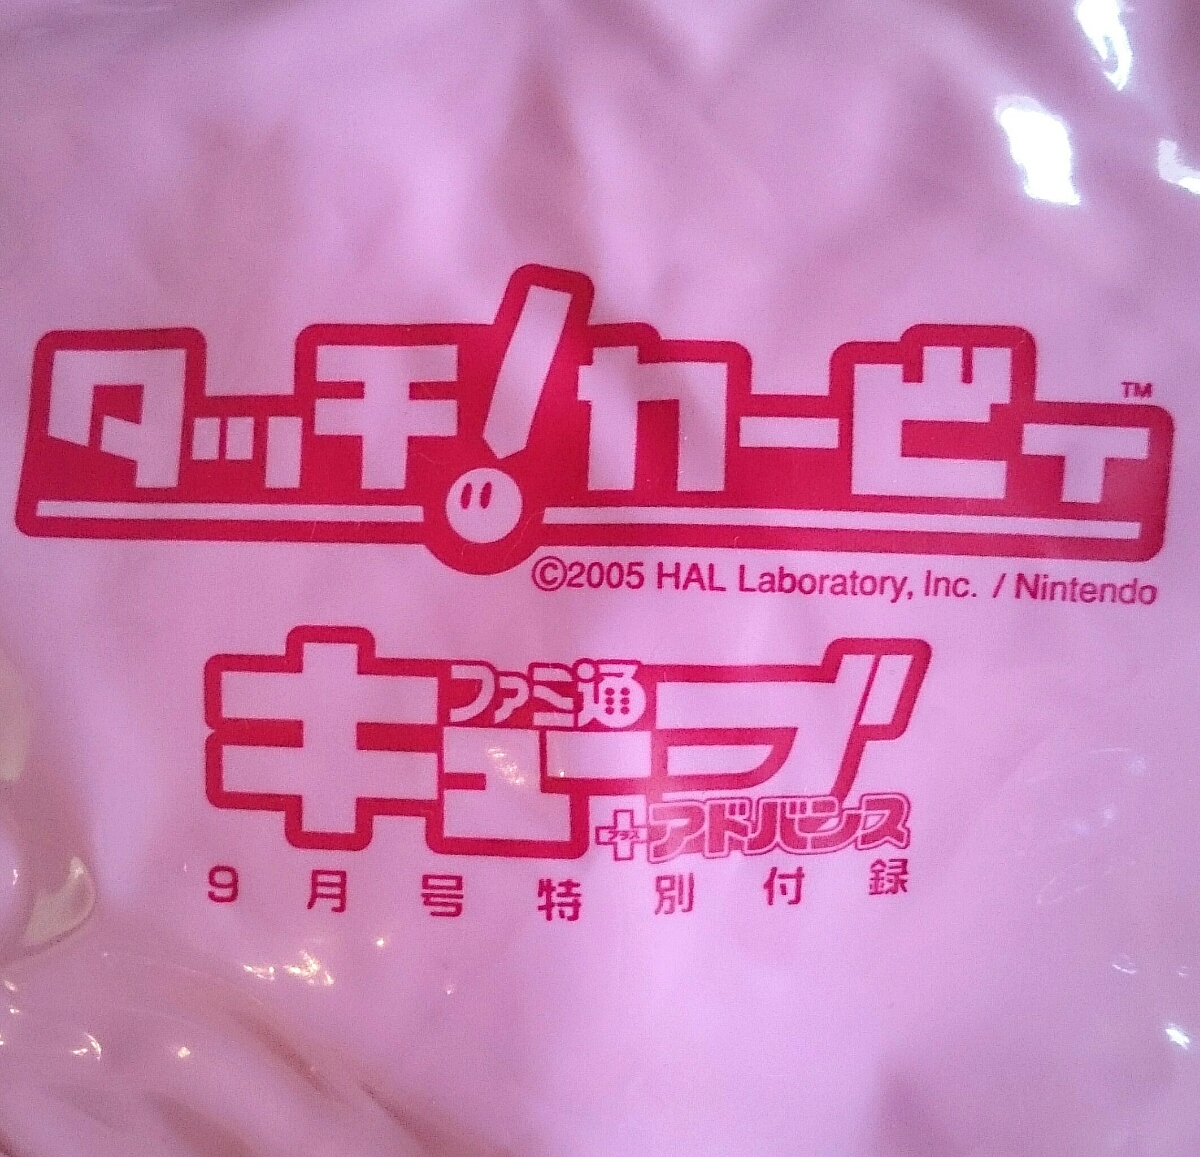 タッチ!カービィ™
©2005 HAL Laboratory, Inc. / Nintendo
ファミ通
キューブ
プラス+アドバンス
9月号特別付録